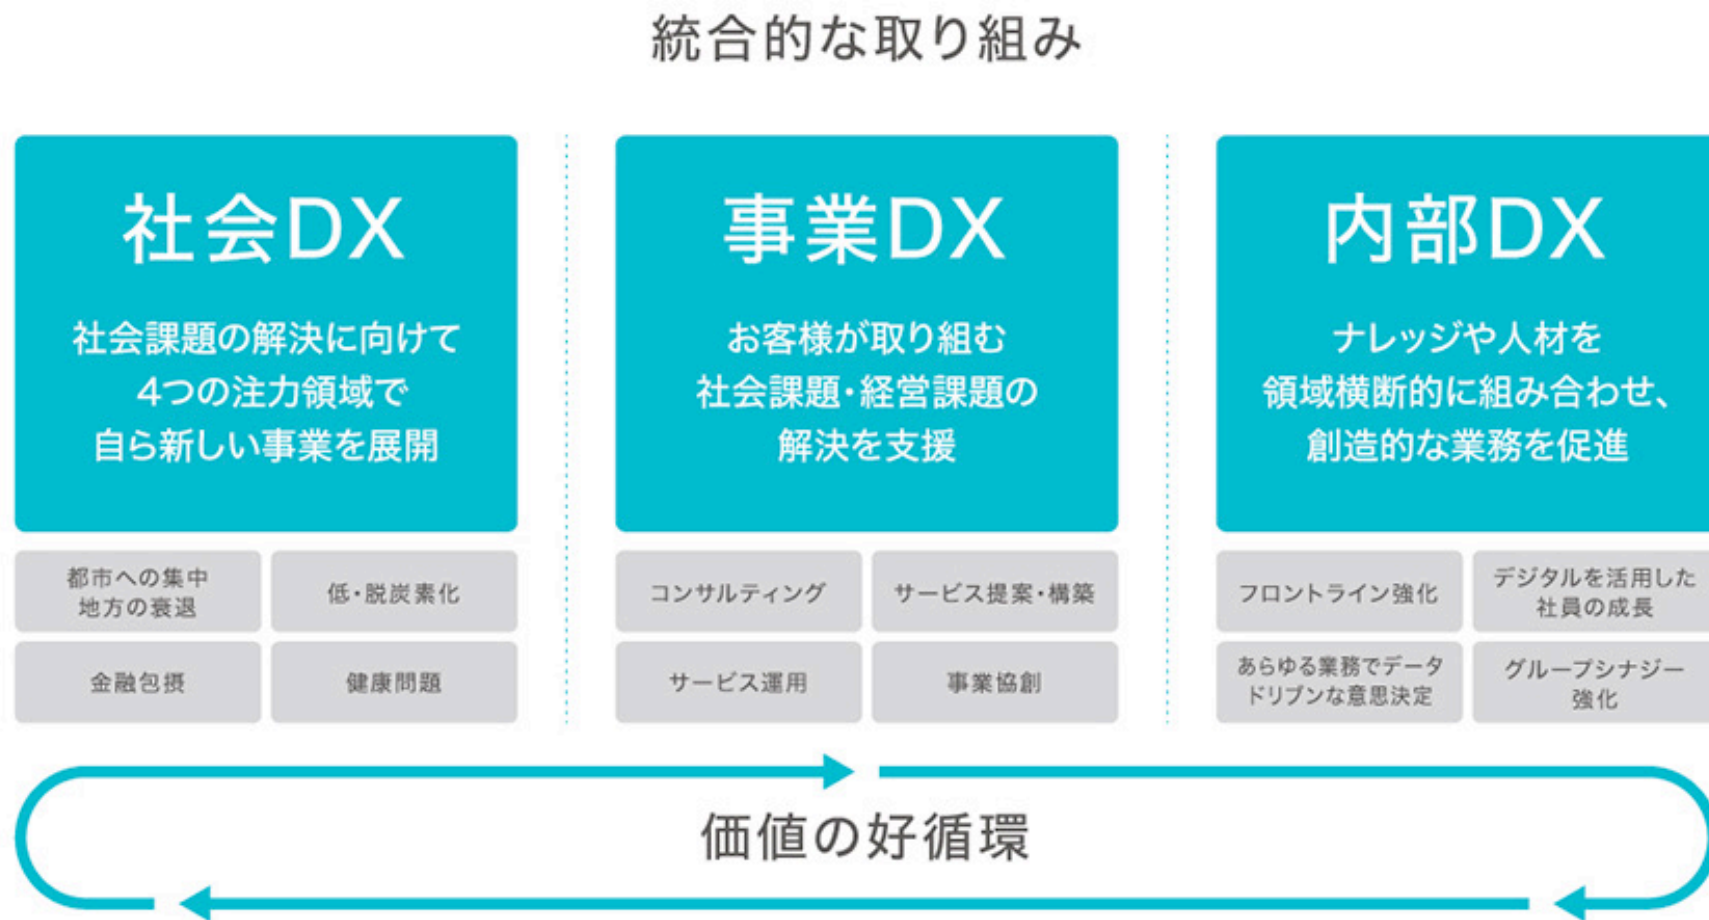 統合的な取り組み
社会DX
社会課題の解決に向けて
4つの注力領域で
自ら新しい事業を展開
都市への集中
地方の衰退
低・脱炭素化
金融包摂
健康問題
事業DX
お客様が取り組む
社会課題・経営課題の
解決を支援
コンサルティング
サービス提案・構築
サービス運用
事業協創
内部DX
ナレッジや人材を
領域横断的に組み合わせ、
創造的な業務を促進
フロントライン強化
デジタルを活用した
社員の成長
あらゆる業務でデータ
ドリブンな意思決定
グループシナジー
強化
価値の好循環